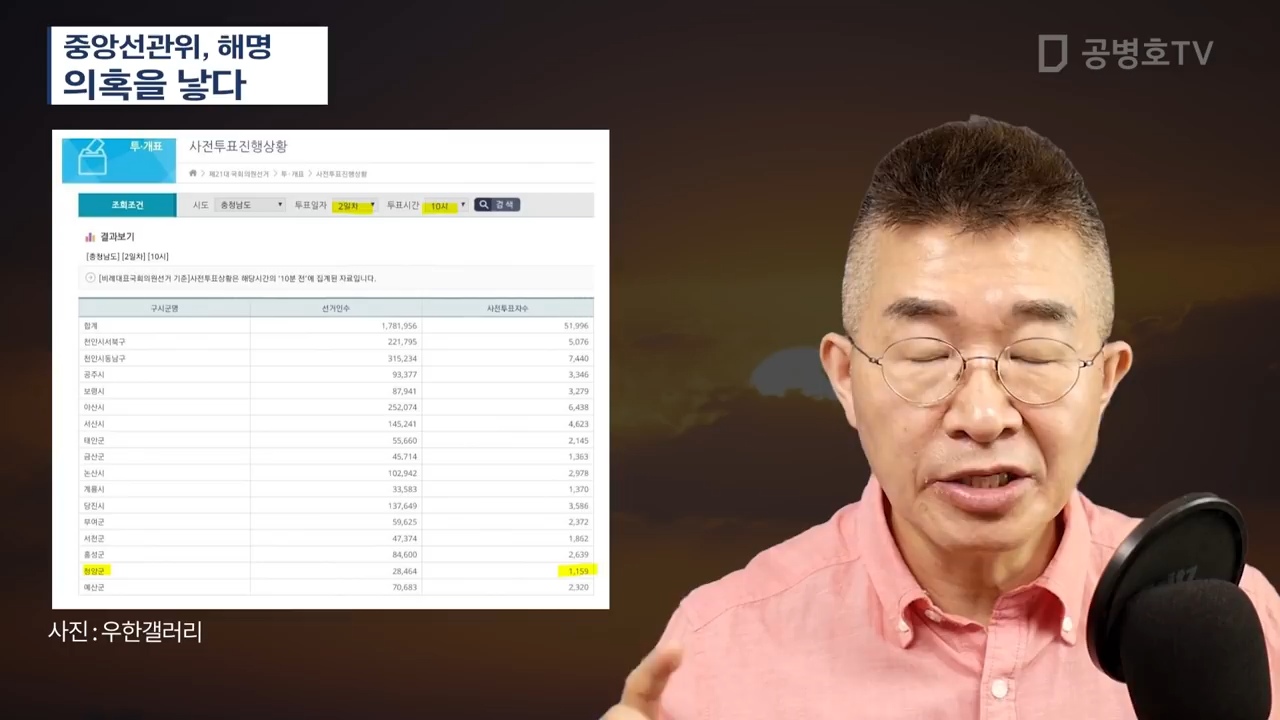 중앙선관위, 해명
의혹을 낳다
공병호TV
투·개표
사전투표진행상황
제21대 국회의원선거 > 투·개표 > 사전투표진행상황
조회조건 시도 충청남도 투표일자 2일차 투표시간 10시 검색
결과보기
[충청남도] [2일차] [10시]
[비례대표국회의원선거 기준]사전투표상황은 해당시간의 '10분 전'에 집계된 자료입니다.
구시군명 선거인수 사전투표자수
합계 1,781,956 51,996
천안시서북구 221,795 5,076
천안시동남구 315,234 7,440
공주시 93,377 3,346
보령시 87,941 3,279
아산시 252,074 6,438
서산시 145,241 4,623
태안군 55,660 2,145
금산군 45,714 1,363
논산시 102,942 2,978
계룡시 33,583 1,370
당진시 137,649 3,586
부여군 59,625 2,372
서천군 47,374 1,862
홍성군 84,600 2,639
청양군 28,464 1,159
예산군 70,683 2,320
사진 : 우한갤러리